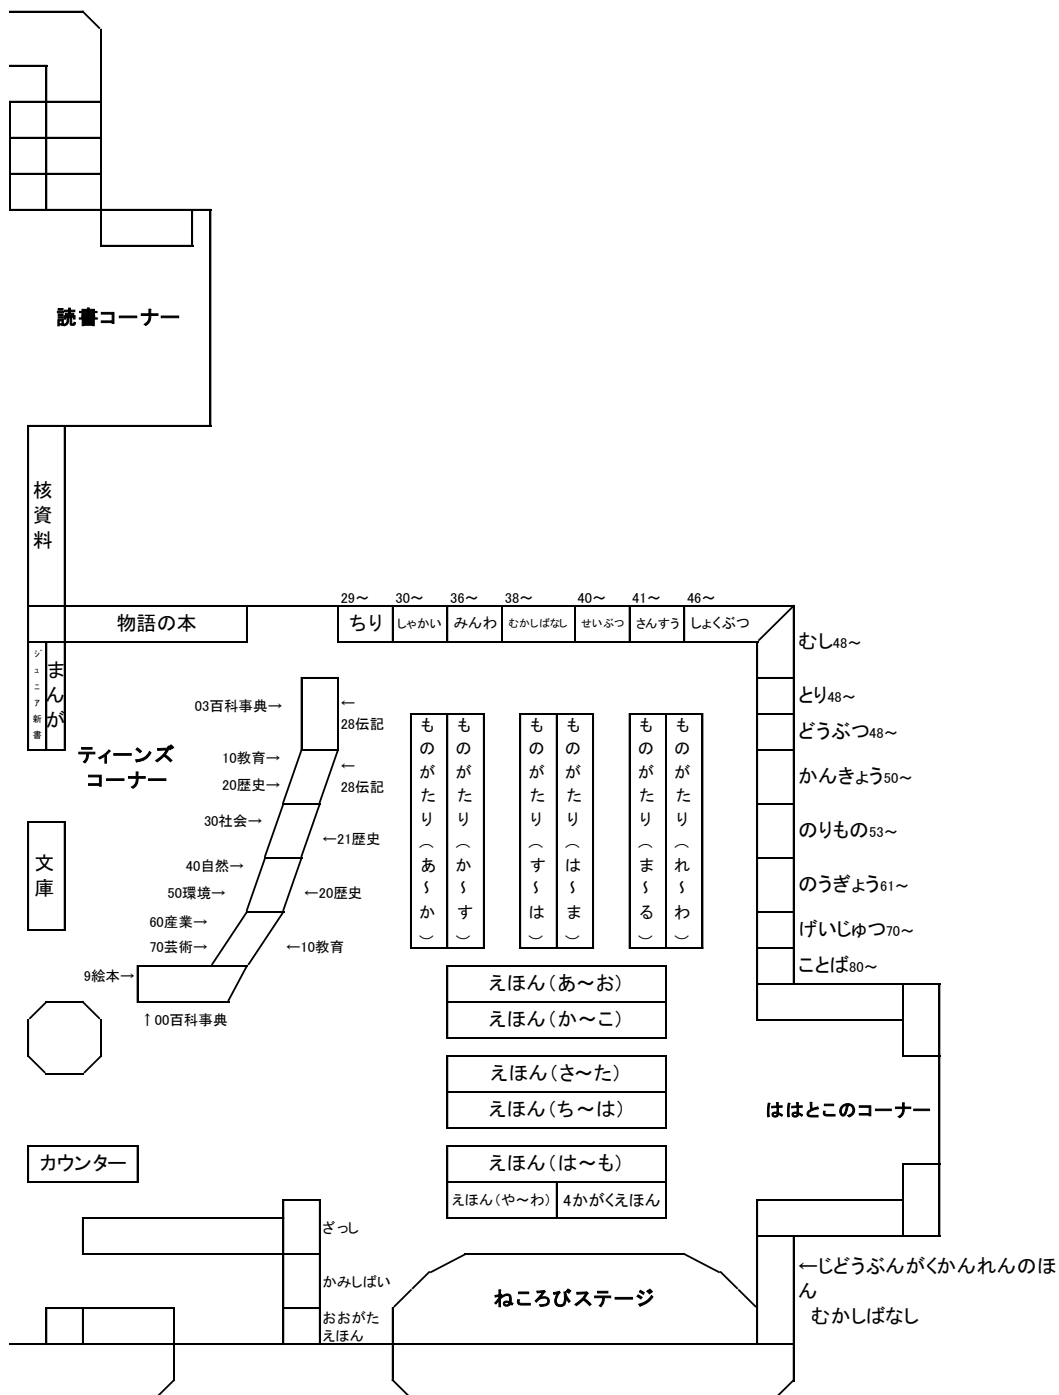 読書コーナー
核資料
29～
30～
36～
38～
40～
41～
46～
物語の本
ちり
しゃかい
みんわ
むかしばなし
せいぶつ
さんすう
しょくぶつ
むし48～
ジュニア新書
まんが
とり48～
03百科事典→
←
28伝記
どうぶつ48～
ティーンズ
コーナー
10教育→
←
28伝記
20歴史→
かんきょう50～
ものがたり（あ～か）
ものがたり（か～す）
ものがたり（す～は）
ものがたり（は～ま）
ものがたり（ま～る）
ものがたり（れ～わ）
30社会→
←21歴史
のりもの53～
文庫
40自然→
50環境→
←20歴史
のうぎょう61～
60産業→
げいじゅつ70～
70芸術→
←10教育
ことば80～
9絵本→
えほん（あ～お）
↑00百科事典
えほん（か～こ）
えほん（さ～た）
えほん（ち～は）
ははとこのコーナー
カウンター
えほん（は～も）
えほん（や～わ）
4かがくえほん
ざっし
かみしばい
おおがた
えほん
ねころびステージ
←じどうぶんがくかんれんのほ
ん
むかしばなし